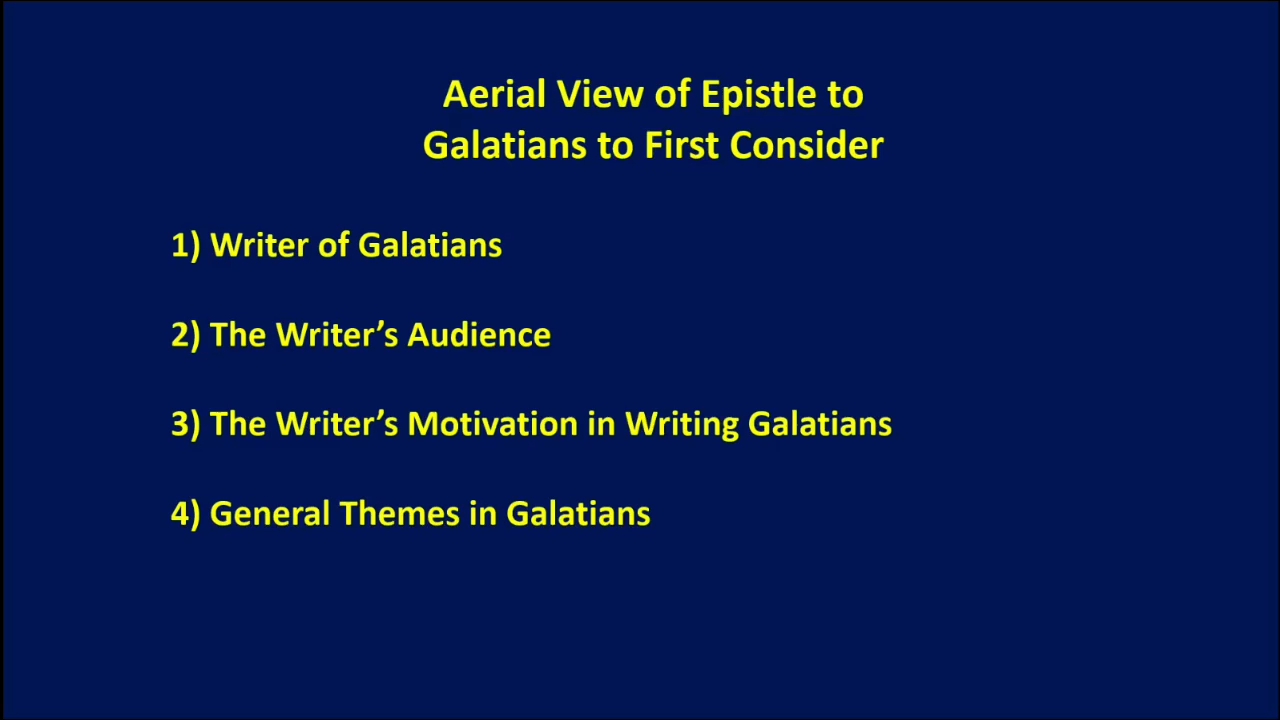 Aerial View of Epistle to
Galatians to First Consider
1) Writer of Galatians
2) The Writer’s Audience
3) The Writer’s Motivation in Writing Galatians
4) General Themes in Galatians